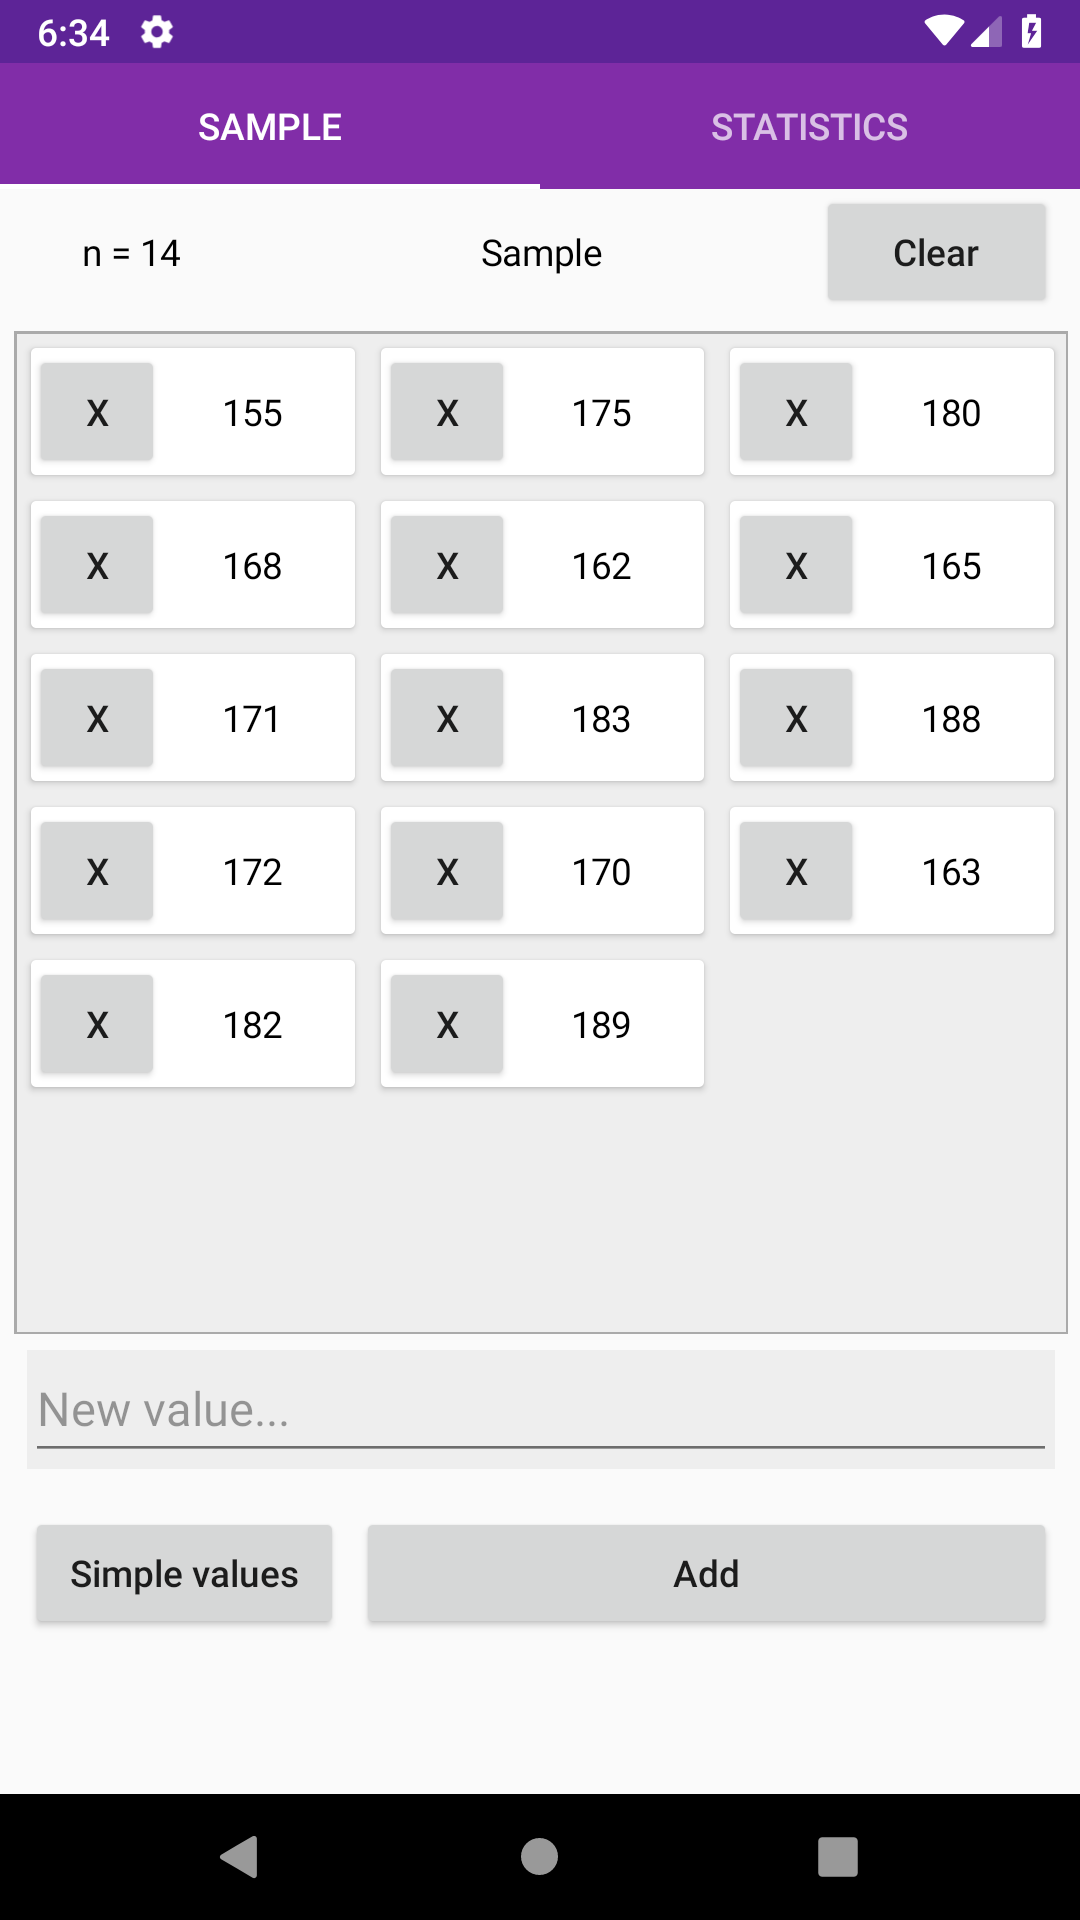 6:34
SAMPLE STATISTICS
n = 14 Sample Clear
X 155 X 175 X 180
X 168 X 162 X 165
X 171 X 183 X 188
X 172 X 170 X 163
X 182 X 189
New value...
Simple values Add